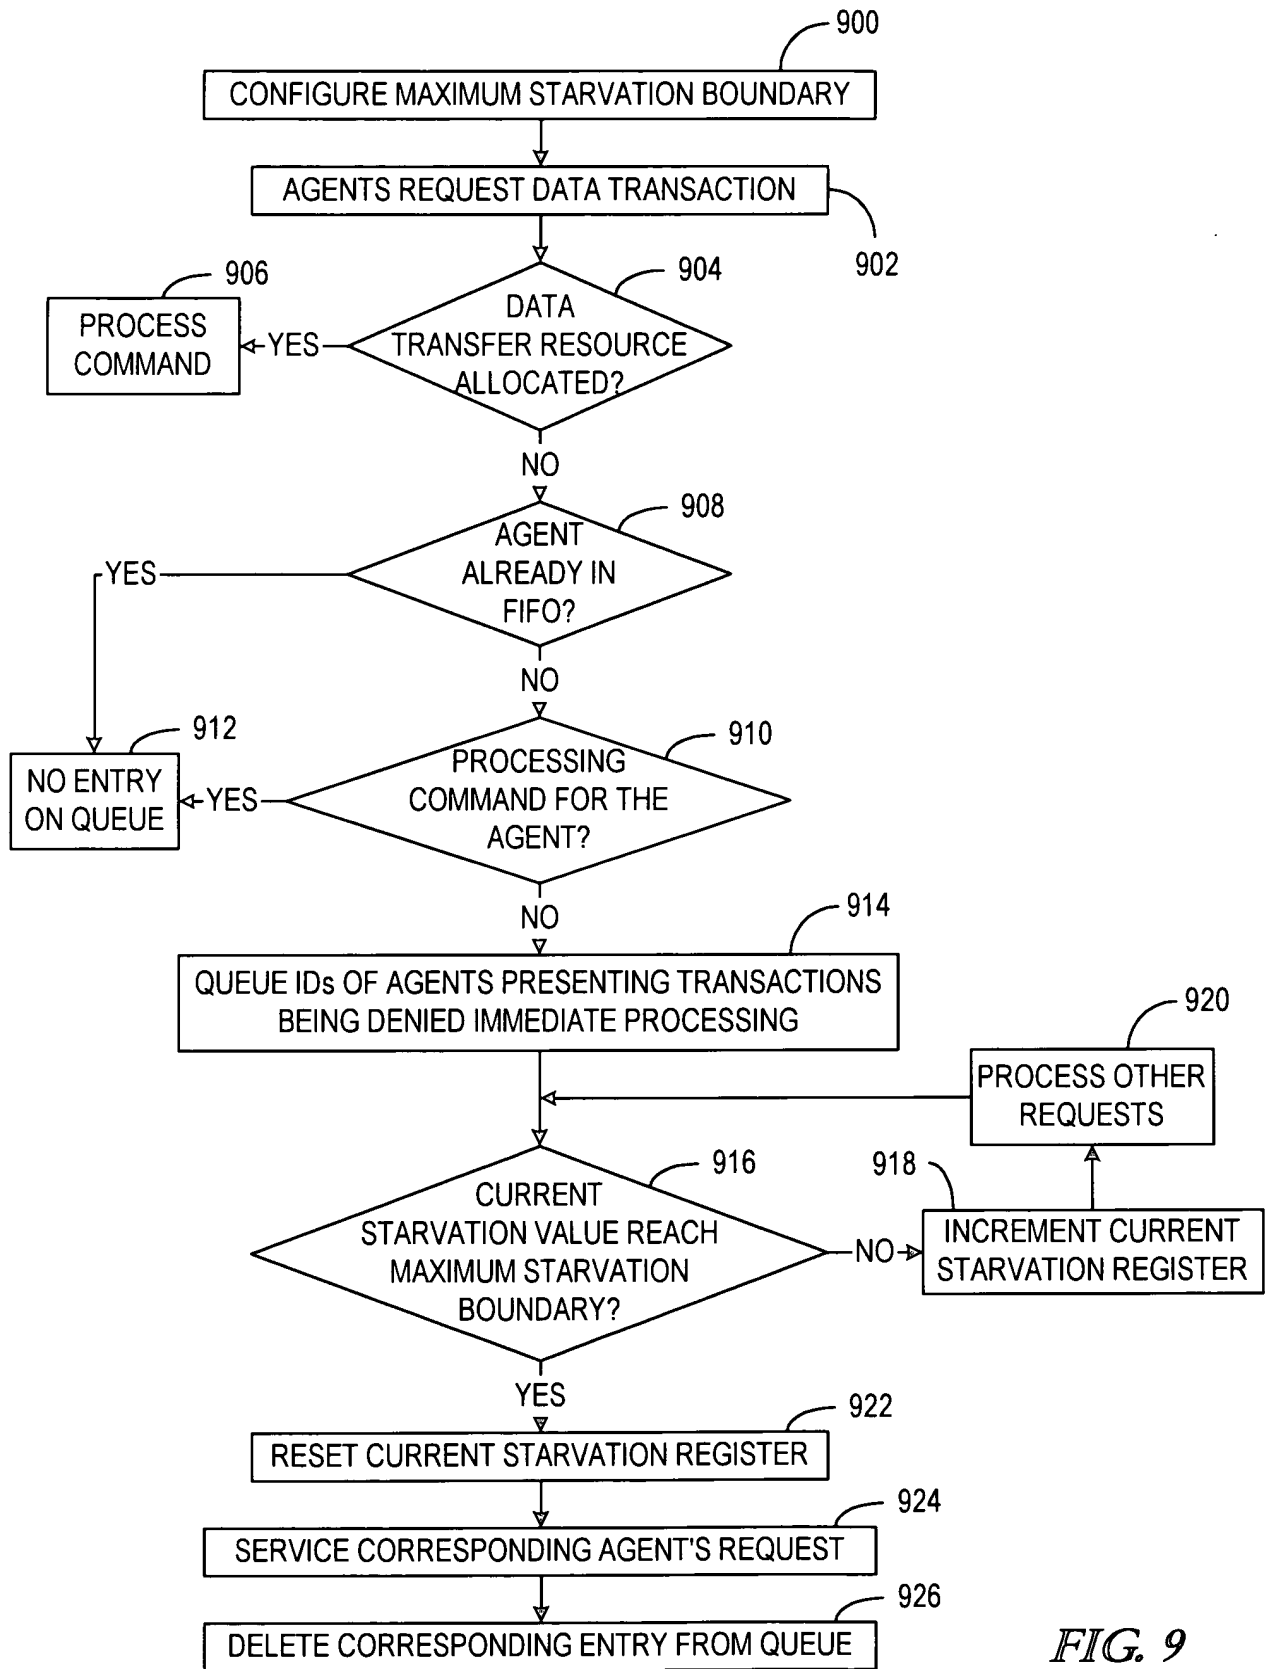 900
CONFIGURE MAXIMUM STARVATION BOUNDARY
AGENTS REQUEST DATA TRANSACTION
902
904
906
DATA
TRANSFER RESOURCE
ALLOCATED?
YES
PROCESS
COMMAND
NO
908
AGENT
ALREADY IN
FIFO?
YES
NO
912
910
NO ENTRY
ON QUEUE
YES
PROCESSING
COMMAND FOR THE
AGENT?
NO
914
QUEUE IDs OF AGENTS PRESENTING TRANSACTIONS
BEING DENIED IMMEDIATE PROCESSING
920
PROCESS OTHER
REQUESTS
916
918
CURRENT
STARVATION VALUE REACH
MAXIMUM STARVATION
BOUNDARY?
NO
INCREMENT CURRENT
STARVATION REGISTER
YES
922
RESET CURRENT STARVATION REGISTER
924
SERVICE CORRESPONDING AGENT'S REQUEST
926
DELETE CORRESPONDING ENTRY FROM QUEUE
FIG. 9